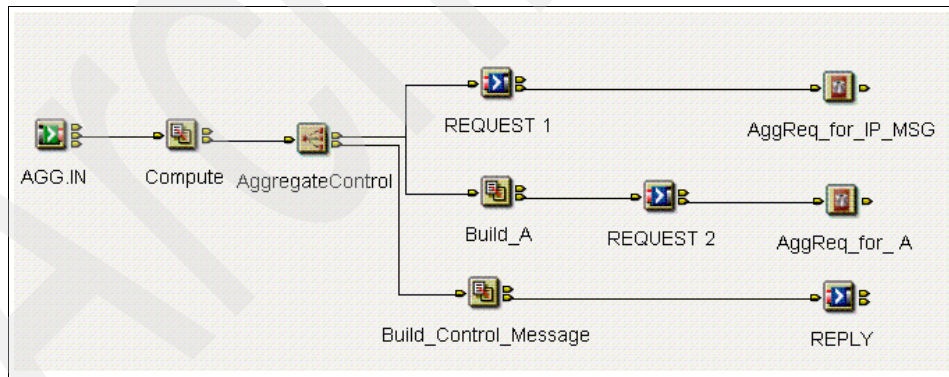 REQUEST 1
AggReq_for_IP_MSG
AGG.IN
Compute
AggregateControl
Build_A
REQUEST 2
AggReq_for_ A
Build_Control_Message
REPLY